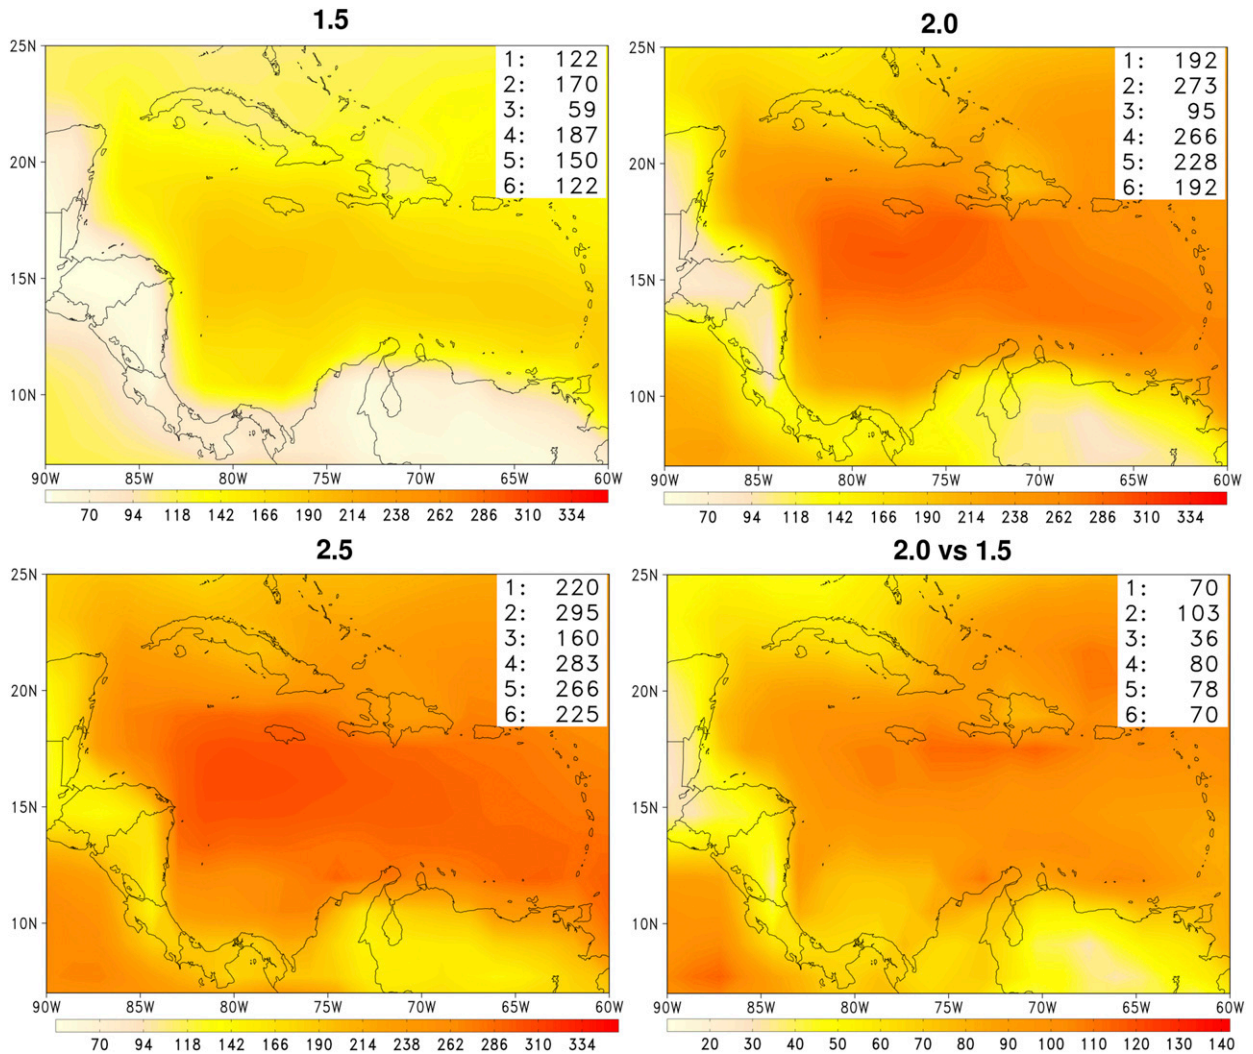 1.5
25N
20N
15N
10N
1: 122
2: 170
3: 59
4: 187
5: 150
6: 122
90W 85W 80W 75W 70W 65W 60W
70 94 118 142 166 190 214 238 262 286 310 334
2.0
25N
20N
15N
10N
1: 192
2: 273
3: 95
4: 266
5: 228
6: 192
90W 85W 80W 75W 70W 65W 60W
70 94 118 142 166 190 214 238 262 286 310 334
2.5
25N
20N
15N
10N
1: 220
2: 295
3: 160
4: 283
5: 266
6: 225
90W 85W 80W 75W 70W 65W 60W
70 94 118 142 166 190 214 238 262 286 310 334
2.0 vs 1.5
25N
20N
15N
10N
1: 70
2: 103
3: 36
4: 80
5: 78
6: 70
90W 85W 80W 75W 70W 65W 60W
20 30 40 60 70 80 90 100 110 120 130 140